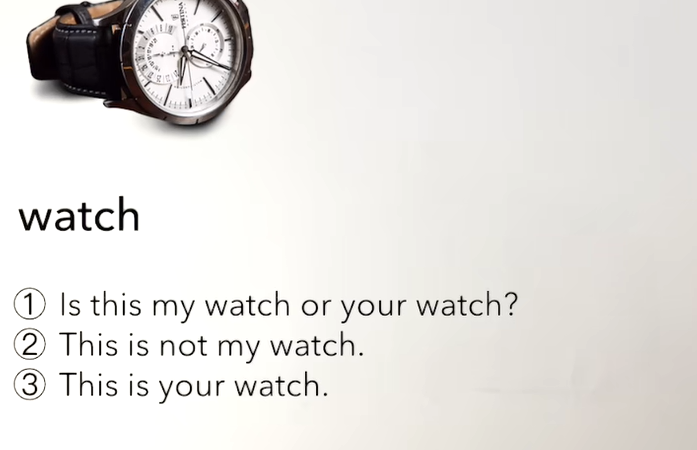 watch
① Is this my watch or your watch?
② This is not my watch.
③ This is your watch.